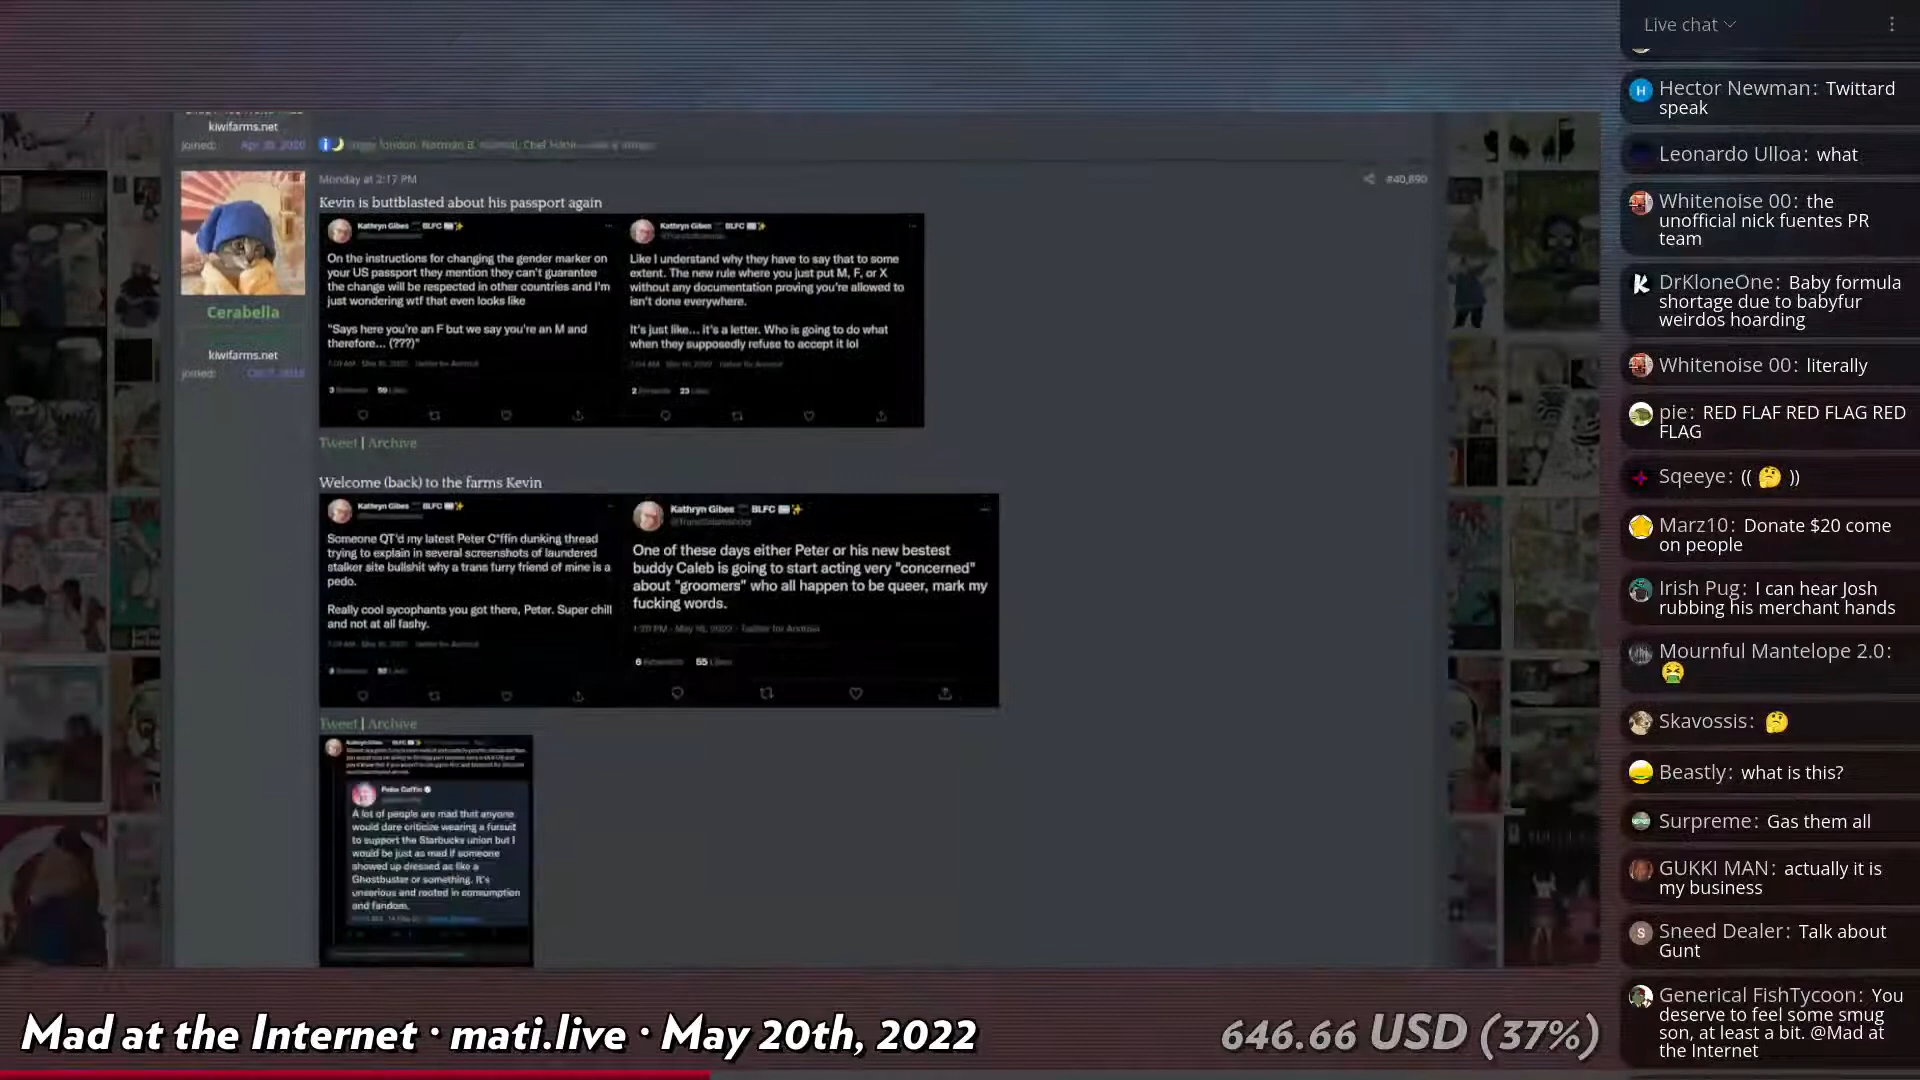 kiwifarms.net
Joined:
Apr 30, 2020
Monday at 2:17 PM
#40,890
Kevin is buttblasted about his passport again
Cerabella
kiwifarms.net
Joined:
Kathryn Gibes BLFC
On the instructions for changing the gender marker on
your US passport they mention they can't guarantee
the change will be respected in other countries and I'm
just wondering wtf that even looks like
"Says here you're an F but we say you're an M and
therefore... (???)"
Kathryn Gibes BLFC
Like I understand why they have to say that to some
extent. The new rule where you just put M, F, or X
without any documentation proving you're allowed to
isn't done everywhere.
It's just like... it's a letter. Who is going to do what
when they supposedly refuse to accept it lol
Tweet | Archive
Welcome (back) to the farms Kevin
Kathryn Gibes BLFC
Someone QT'd my latest Peter C*ffin dunking thread
trying to explain in several screenshots of laundered
stalker site bullshit why a trans furry friend of mine is a
pedo.
Really cool sycophants you got there, Peter. Super chill
and not at all fashy.
Kathryn Gibes BLFC
@TransSalamander
One of these days either Peter or his new bestest
buddy Caleb is going to start acting very "concerned"
about "groomers" who all happen to be queer, mark my
fucking words.
6 Retweets 55 Likes
Tweet | Archive
Peter Coffin
A lot of people are mad that anyone
would dare criticize wearing a fursuit
to support the Starbucks union but I
would be just as mad if someone
showed up dressed as like a
Ghostbuster or something. It's
unserious and rooted in consumption
and fandom.
Mad at the Internet · mati.live · May 20th, 2022
646.66 USD (37%)
Live chat
Hector Newman: Twittard
speak
Leonardo Ulloa: what
Whitenoise 00: the
unofficial nick fuentes PR
team
DrKloneOne: Baby formula
shortage due to babyfur
weirdos hoarding
Whitenoise 00: literally
pie: RED FLAF RED FLAG RED
FLAG
Sqeeye: (( 🤔 ))
Marz10: Donate $20 come
on people
Irish Pug: I can hear Josh
rubbing his merchant hands
Mournful Mantelope 2.0:
🤮
Skavossis: 🤔
Beastly: what is this?
Surpreme: Gas them all
GUKKI MAN: actually it is
my business
Sneed Dealer: Talk about
Gunt
Generical FishTycoon: You
deserve to feel some smug
son, at least a bit. @Mad at
the Internet